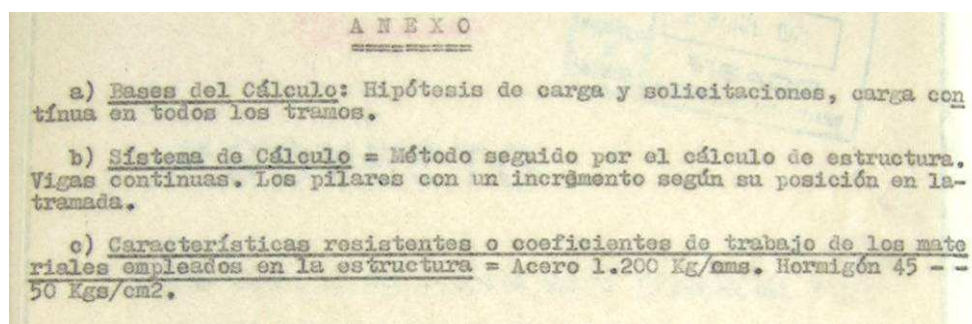 A N E X O
a) Bases del Cálculo: Hipótesis de carga y solicitaciones, carga con
tínua en todos los tramos.
b) Sístema de Cálculo = Método seguido por el cálculo de estructura.
Vigas continuas. Los pilares con un incremento según su posición en la-
tramada.
c) Características resistentes o coeficientes de trabajo de los mate
riales empleados en la estructura = Acero 1.200 Kg/cms. Hormigón 45 - -
50 Kgs/cm2.